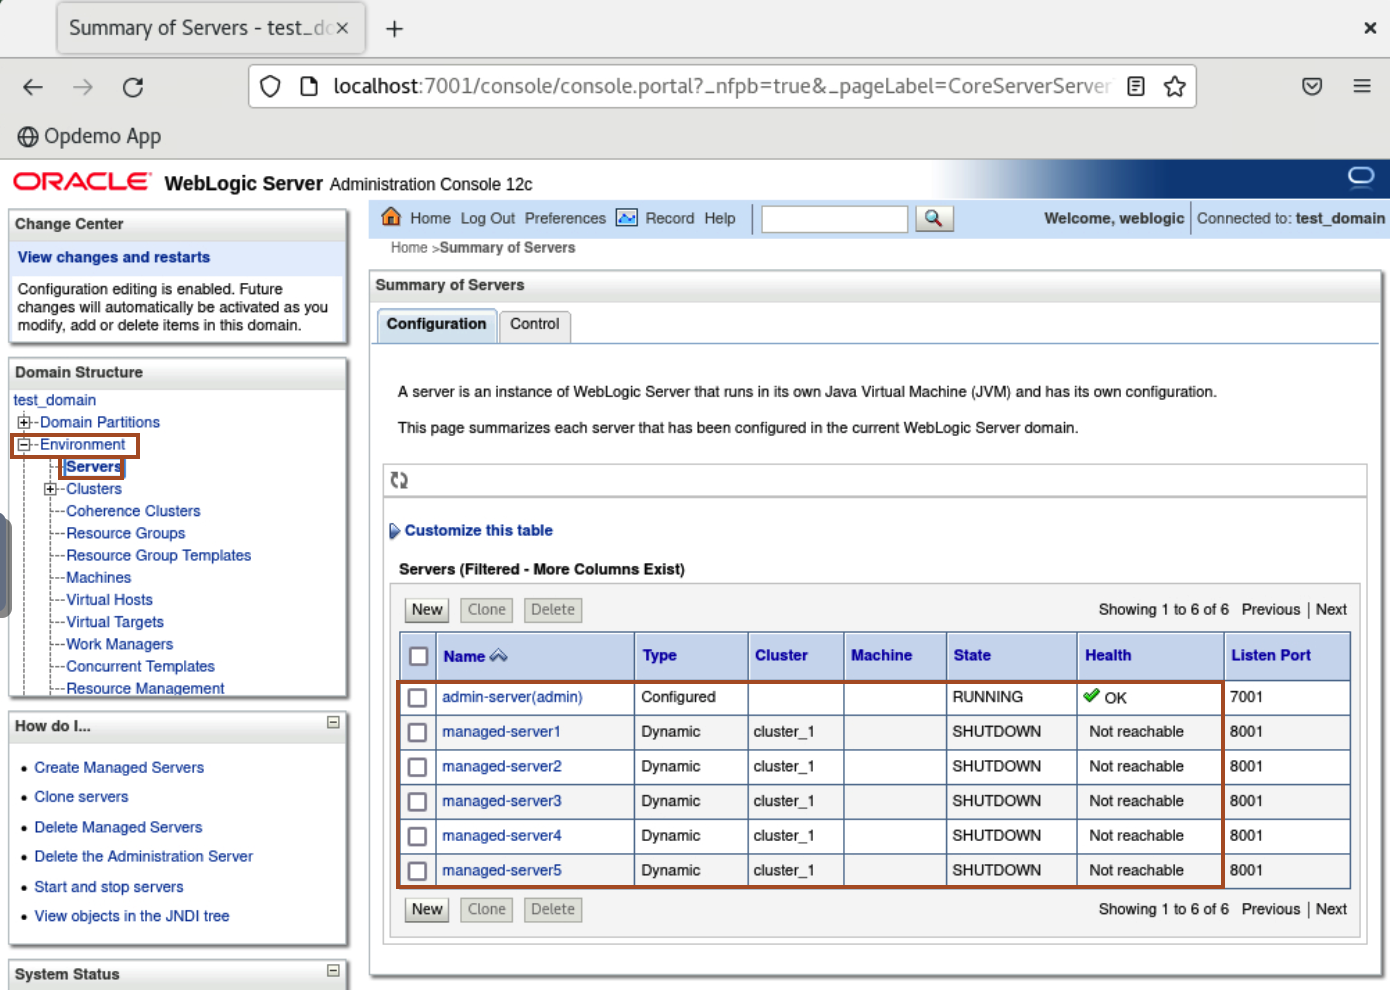 Summary of Servers - test_do
localhost:7001/console/console.portal?_nfpb=true&_pageLabel=CoreServerServer
Opdemo App
ORACLE WebLogic Server Administration Console 12c
Change Center
View changes and restarts
Configuration editing is enabled. Future
changes will automatically be activated as you
modify, add or delete items in this domain.
Domain Structure
test_domain
Domain Partitions
Environment
Servers
Clusters
Coherence Clusters
Resource Groups
Resource Group Templates
Machines
Virtual Hosts
Virtual Targets
Work Managers
Concurrent Templates
Resource Management
How do I...
Create Managed Servers
Clone servers
Delete Managed Servers
Delete the Administration Server
Start and stop servers
View objects in the JNDI tree
System Status
Home Log Out Preferences Record Help
Welcome, weblogic Connected to: test_domain
Home >Summary of Servers
Summary of Servers
Configuration Control
A server is an instance of WebLogic Server that runs in its own Java Virtual Machine (JVM) and has its own configuration.
This page summarizes each server that has been configured in the current WebLogic Server domain.
Customize this table
Servers (Filtered - More Columns Exist)
New Clone Delete Showing 1 to 6 of 6 Previous | Next
Name Type Cluster Machine State Health Listen Port
admin-server(admin) Configured RUNNING OK 7001
managed-server1 Dynamic cluster_1 SHUTDOWN Not reachable 8001
managed-server2 Dynamic cluster_1 SHUTDOWN Not reachable 8001
managed-server3 Dynamic cluster_1 SHUTDOWN Not reachable 8001
managed-server4 Dynamic cluster_1 SHUTDOWN Not reachable 8001
managed-server5 Dynamic cluster_1 SHUTDOWN Not reachable 8001
New Clone Delete Showing 1 to 6 of 6 Previous | Next